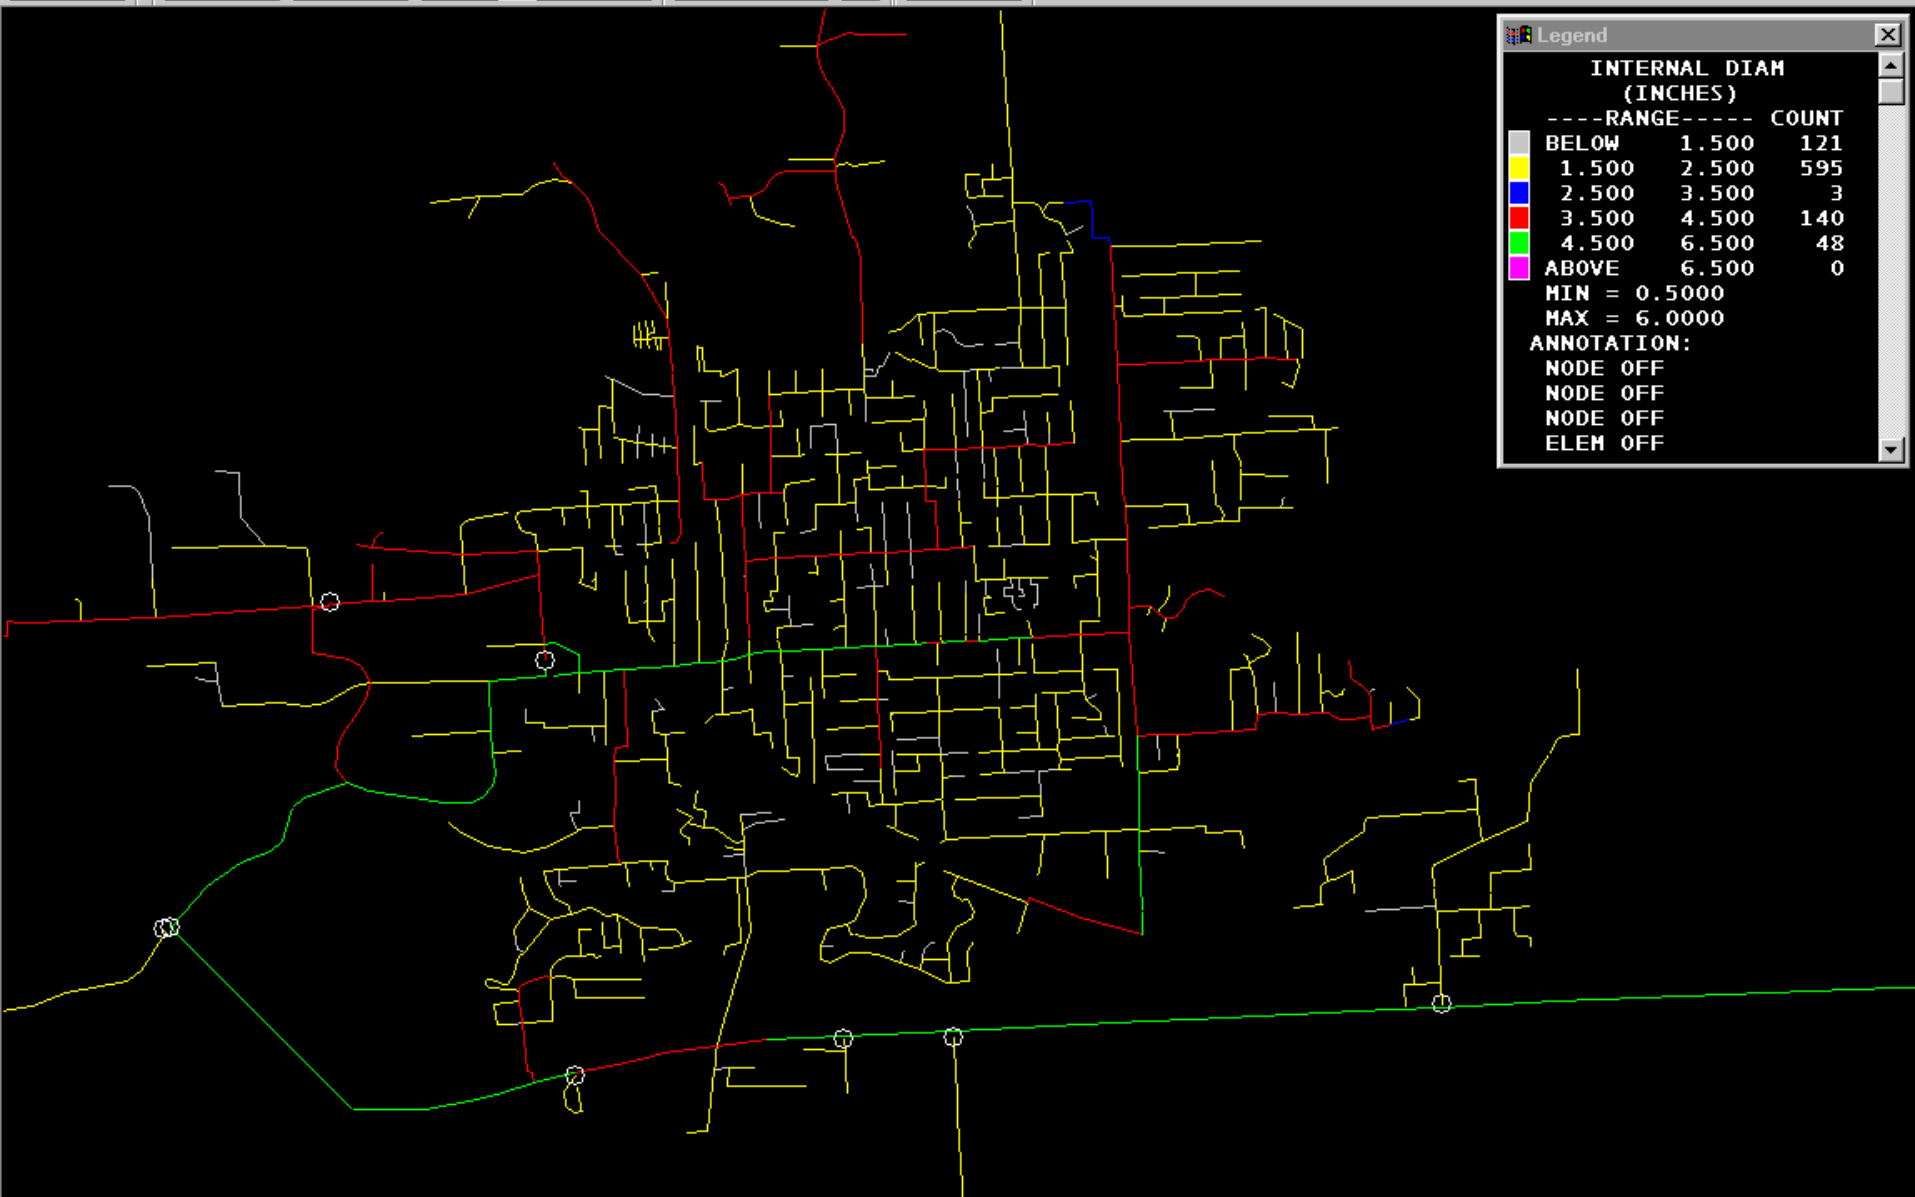 Legend
INTERNAL DIAM
(INCHES)
----RANGE----- COUNT
BELOW 1.500 121
1.500 2.500 595
2.500 3.500 3
3.500 4.500 140
4.500 6.500 48
ABOVE 6.500 0
MIN = 0.5000
MAX = 6.0000
ANNOTATION:
NODE OFF
NODE OFF
NODE OFF
ELEM OFF